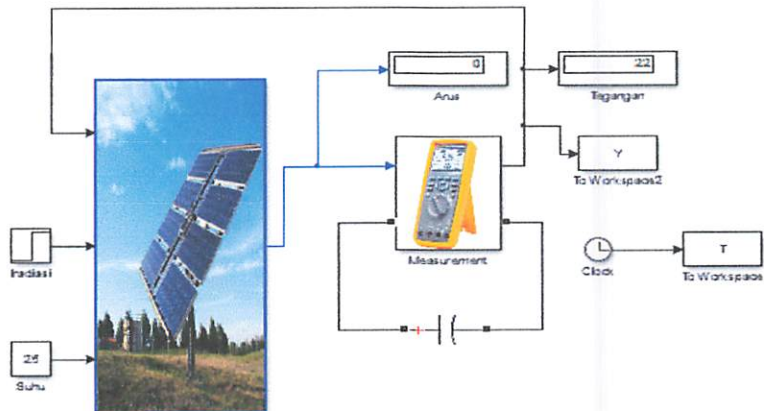 0
Arus
22
Tegangan
Y
To Workspace2
Measurement
Iradiasi
Clock
T
To Workspace
25
Suhu